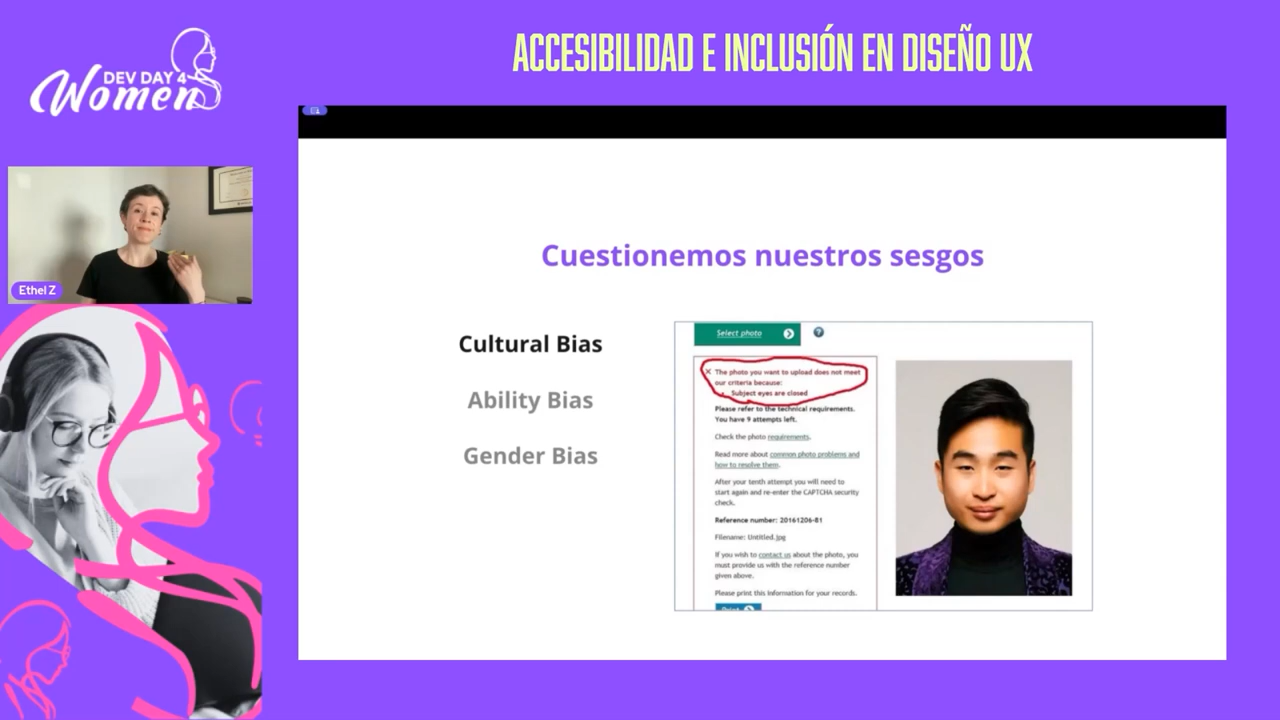 ACCESIBILIDAD E INCLUSIÓN EN DISEÑO UX
DEV DAY 4
Women
Ethel Z
Cuestionemos nuestros sesgos
Cultural Bias
Ability Bias
Gender Bias
Select photo
?
X The photo you want to upload does not meet
our criteria because:
• Subject eyes are closed
Please refer to the technical requirements.
You have 9 attempts left.
Check the photo requirements.
Read more about common photo problems and
how to resolve them.
After your tenth attempt you will need to
start again and re-enter the CAPTCHA security
check.
Reference number: 20161206-81
Filename: Untitled.jpg
If you wish to contact us about the photo, you
must provide us with the reference number
given above.
Please print this information for your records.
Print